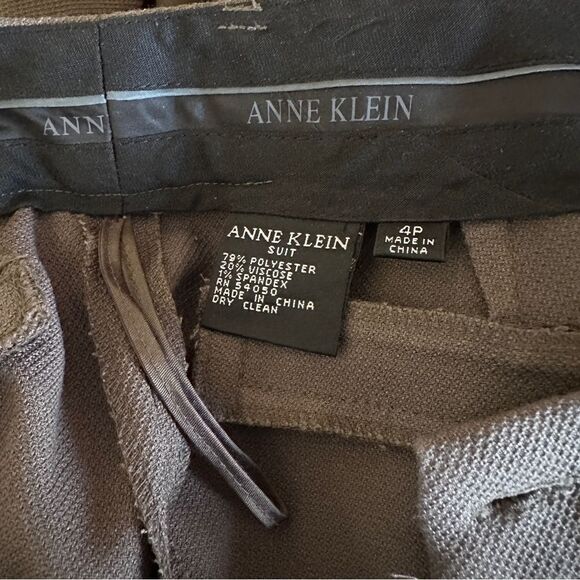 ANN ANNE KLEIN
ANNE KLEIN
SUIT
79% POLYESTER
20% VISCOSE
1% SPANDEX
RN 54050
MADE IN CHINA
DRY CLEAN
4P
MADE IN
CHINA